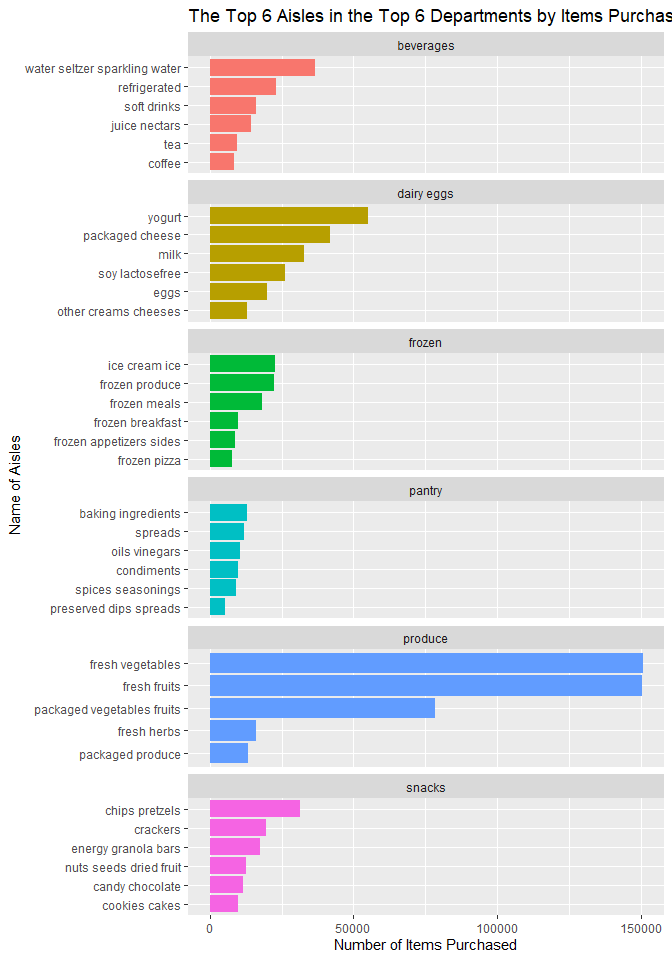 The Top 6 Aisles in the Top 6 Departments by Items Purchas
beverages
water seltzer sparkling water
refrigerated
soft drinks
juice nectars
tea
coffee
dairy eggs
yogurt
packaged cheese
milk
soy lactosefree
eggs
other creams cheeses
frozen
ice cream ice
frozen produce
frozen meals
frozen breakfast
frozen appetizers sides
frozen pizza
pantry
baking ingredients
spreads
oils vinegars
condiments
spices seasonings
preserved dips spreads
produce
fresh vegetables
fresh fruits
packaged vegetables fruits
fresh herbs
packaged produce
snacks
chips pretzels
crackers
energy granola bars
nuts seeds dried fruit
candy chocolate
cookies cakes
Name of Aisles
0 50000 100000 150000
Number of Items Purchased